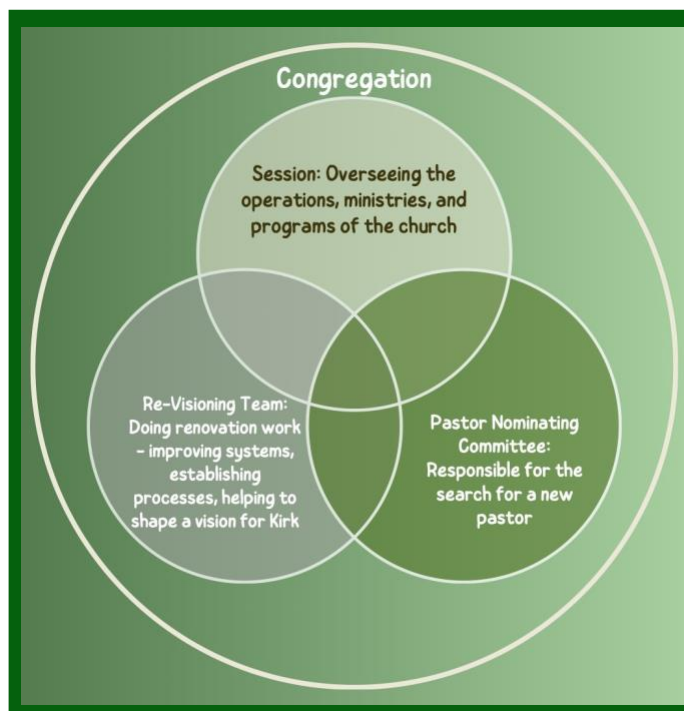 Congregation
Session: Overseeing the
operations, ministries, and
programs of the church
Re-Visioning Team:
Doing renovation work
- improving systems,
establishing
processes, helping to
shape a vision for Kirk
Pastor Nominating
Committee:
Responsible for the
search for a new
pastor